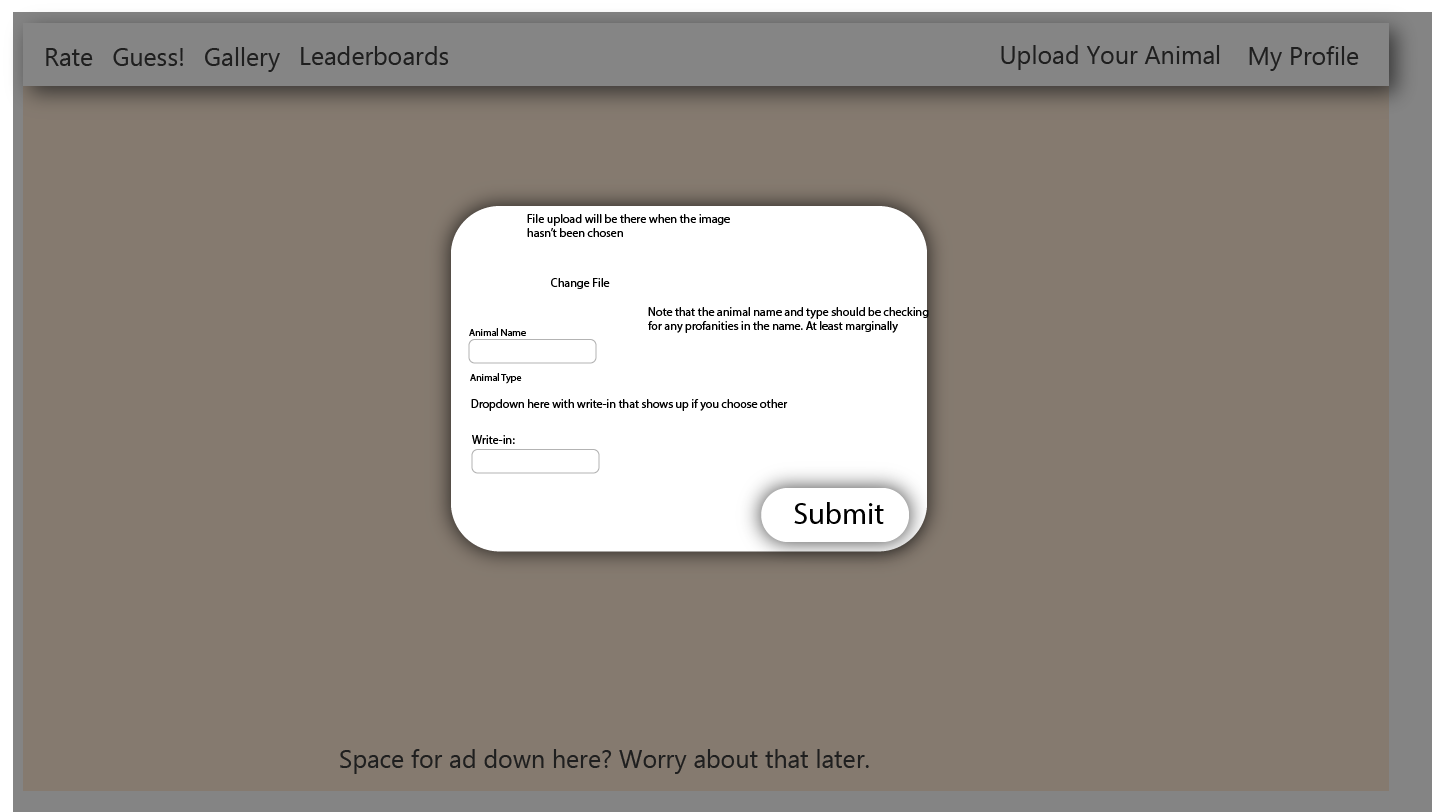 Rate Guess! Gallery Leaderboards Upload Your Animal My Profile
File upload will be there when the image
hasn't been chosen
Change File
Note that the animal name and type should be checking
for any profanities in the name. At least marginally
Animal Name
Animal Type
Dropdown here with write-in that shows up if you choose other
Write-in:
Submit
Space for ad down here? Worry about that later.